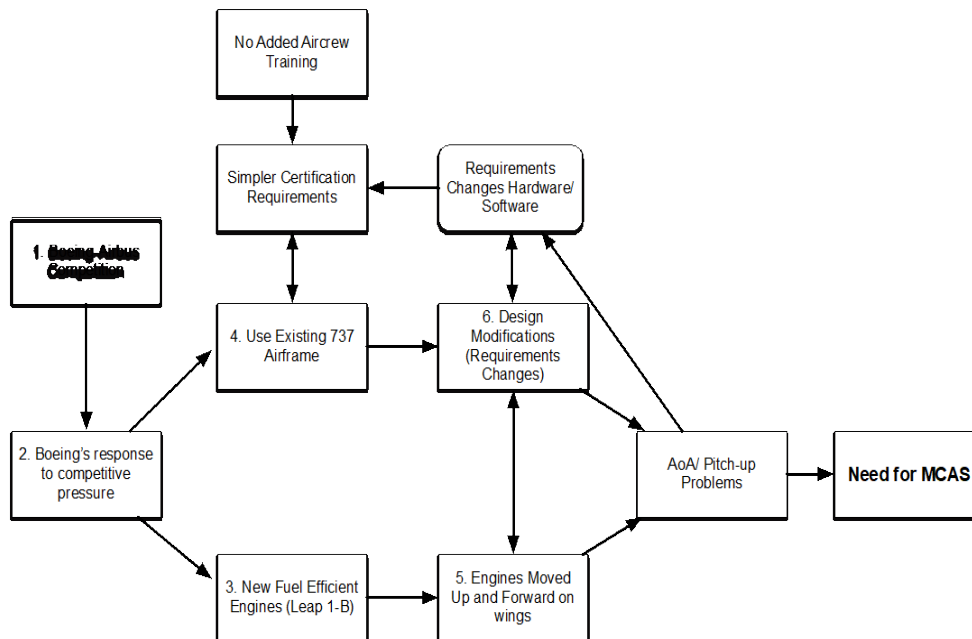 No Added Aircrew
Training
Simpler Certification
Requirements
Requirements
Changes Hardware/
Software
1. Boeing-Airbus
Competition
4. Use Existing 737
Airframe
6. Design
Modifications
(Requirements
Changes)
2. Boeing's response
to competitive
pressure
AoA/ Pitch-up
Problems
Need for MCAS
3. New Fuel Efficient
Engines (Leap 1-B)
5. Engines Moved
Up and Forward on
wings